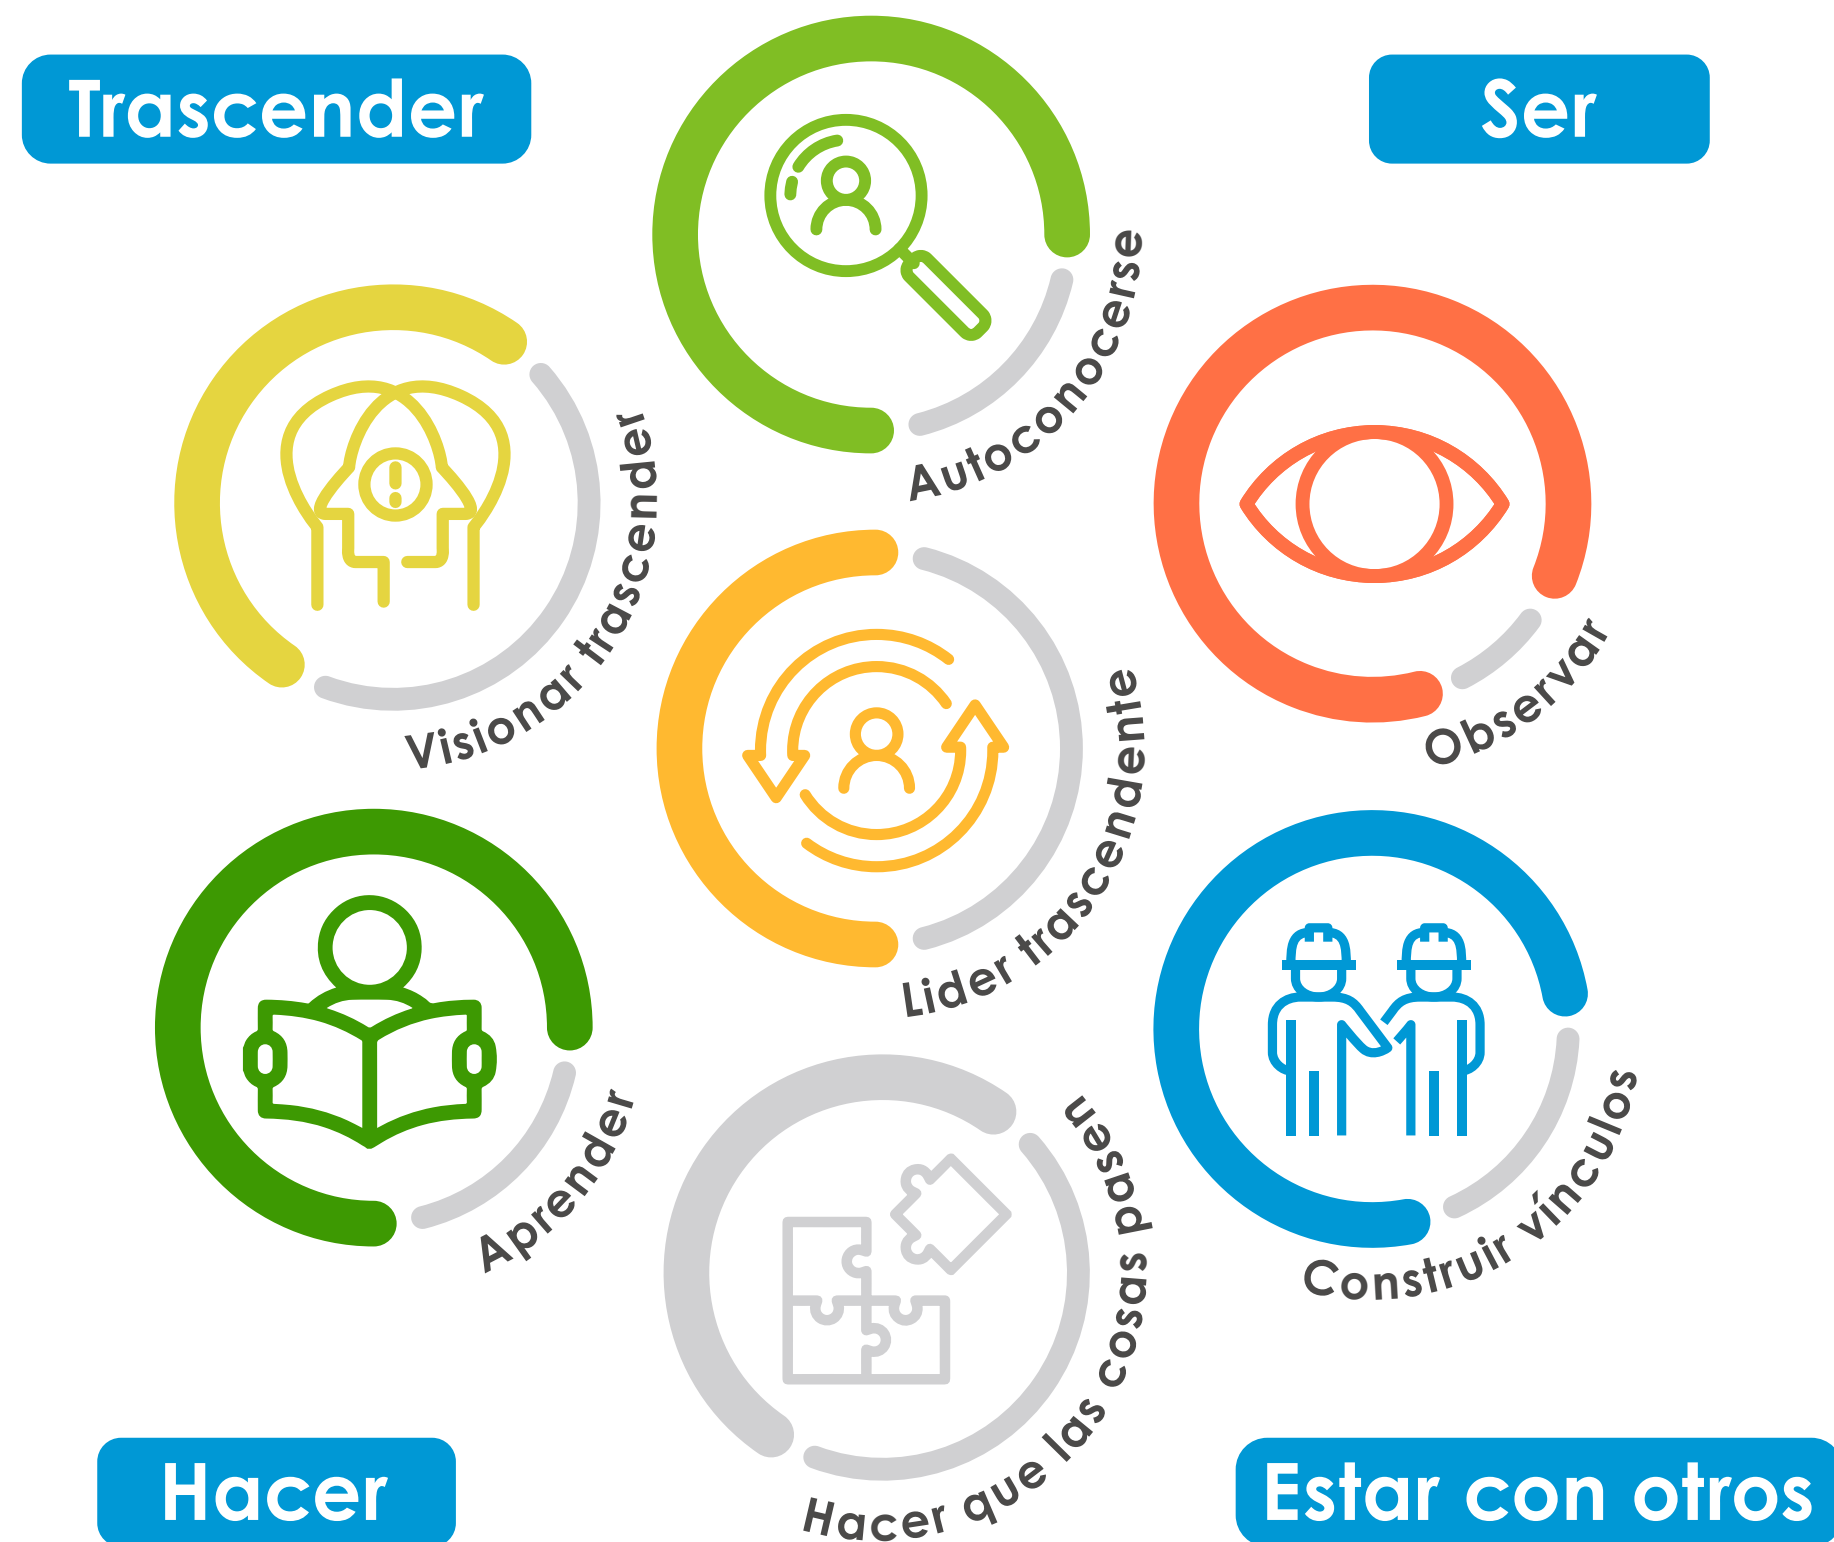 Trascender
Ser
Autoconocerse
Visionar trascender
Observar
Lider trascendente
Aprender
Construir vínculos
Hacer que las cosas pasen
Hacer
Estar con otros